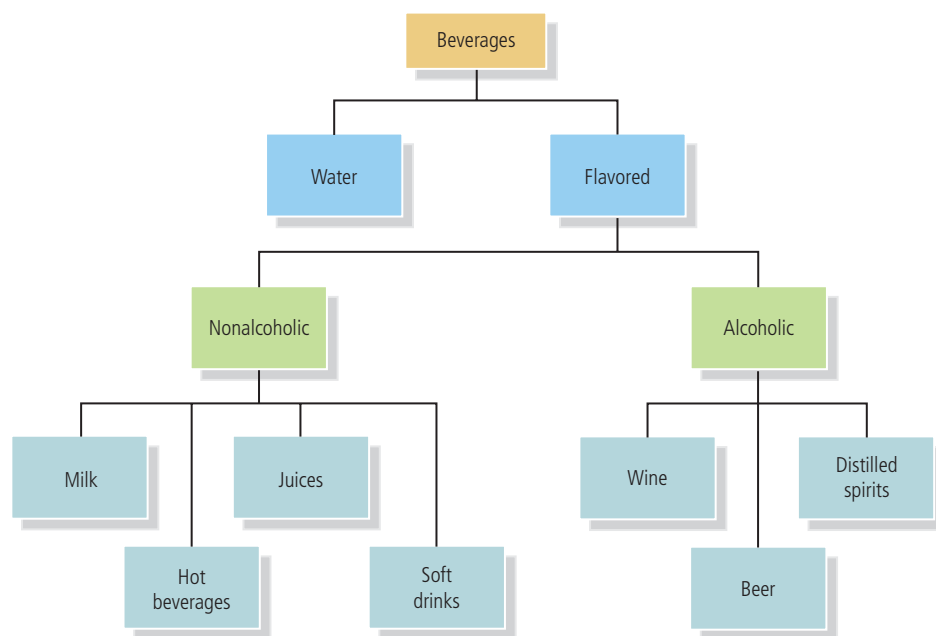 Beverages
Water
Flavored
Nonalcoholic
Alcoholic
Milk
Juices
Wine
Distilled
spirits
Hot
beverages
Soft
drinks
Beer